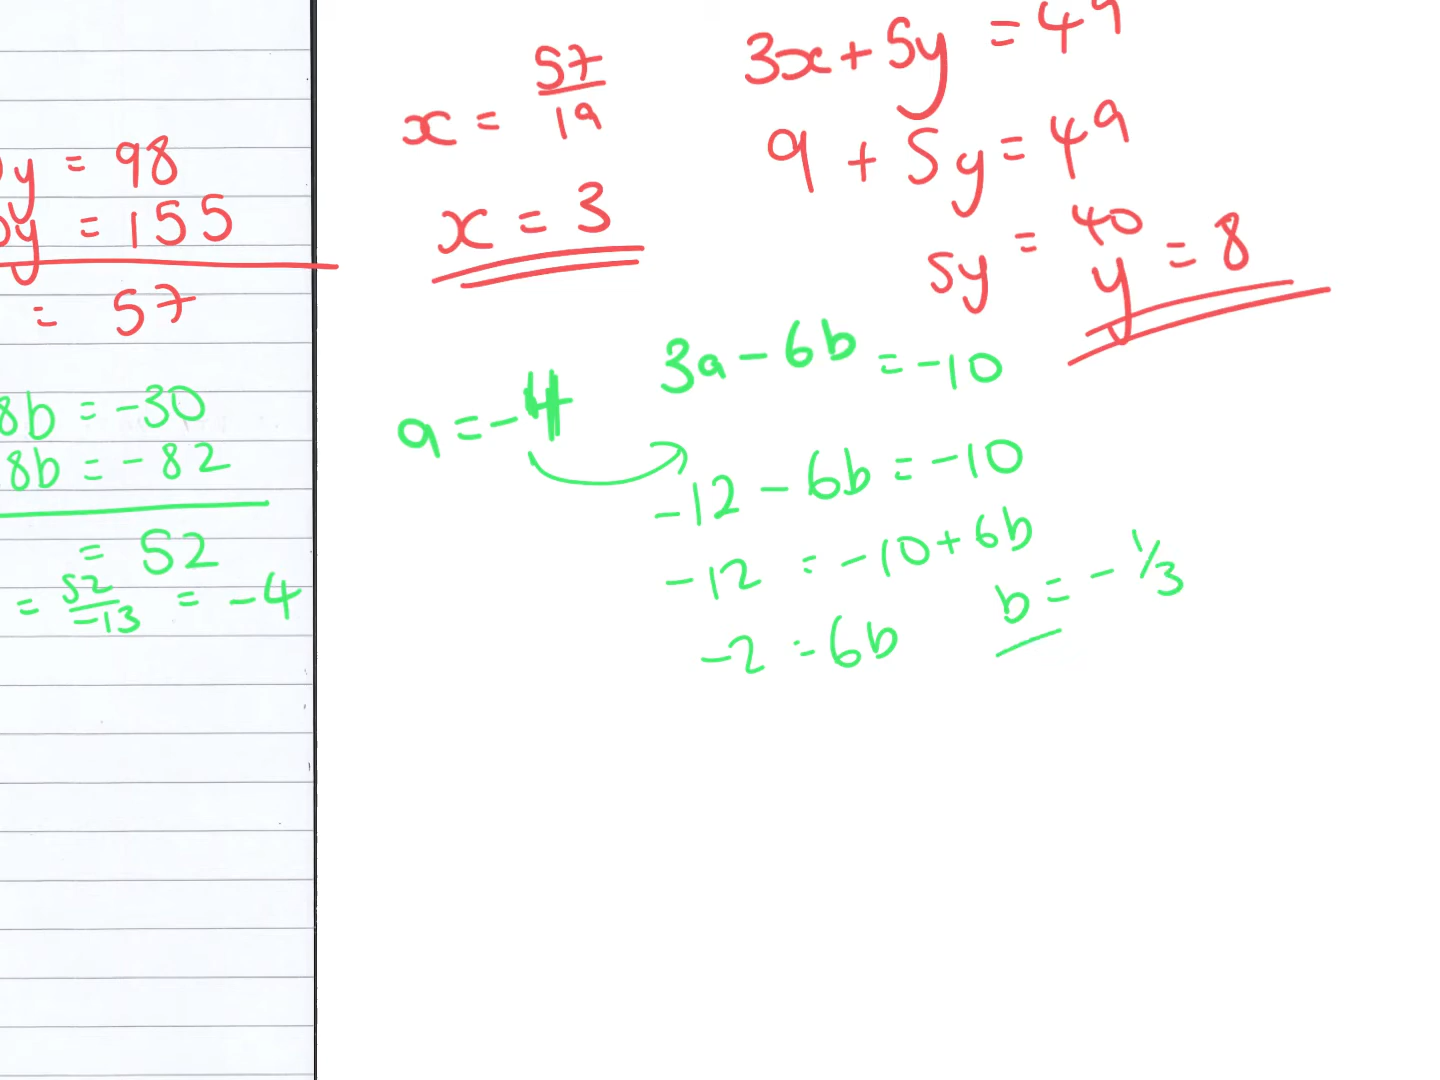 y = 98
y = 155
= 57
8b = -30
8b = -82
= 52
= 52/-13 = -4
x = 57/19
x = 3
3x + 5y = 49
9 + 5y = 49
5y = 40
y = 8
a = -4
3a - 6b = -10
-12 - 6b = -10
-12 = -10 + 6b
-2 = 6b
b = -1/3